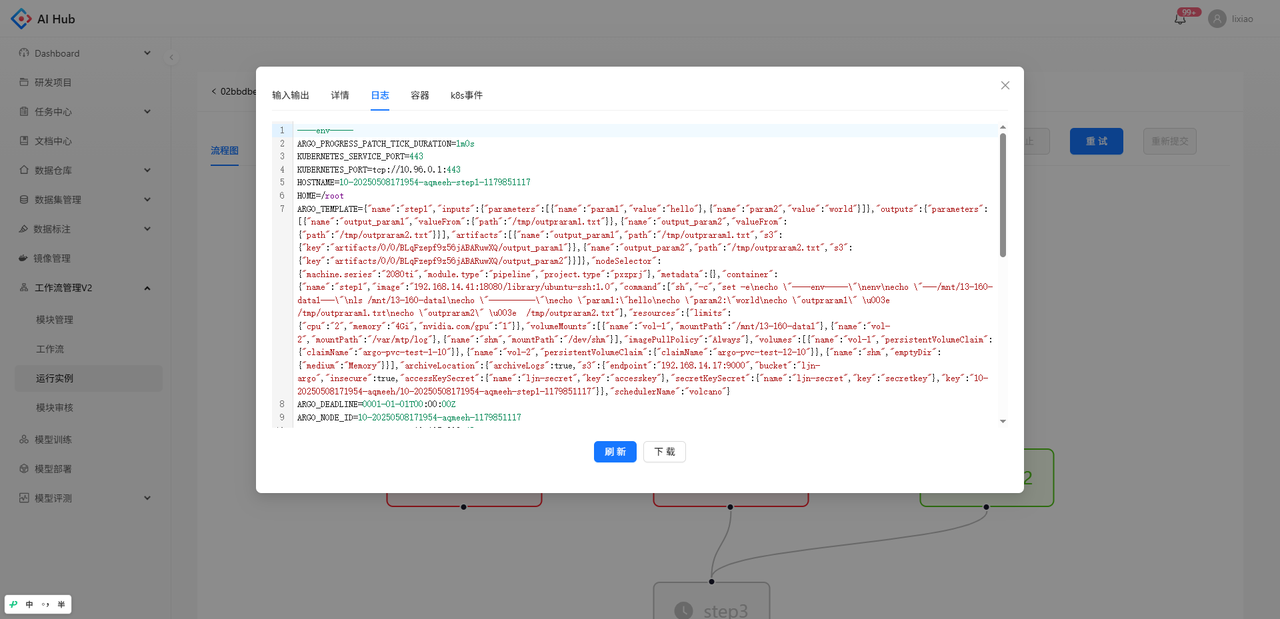 AI Hub
99+
lixiao
Dashboard
研发项目
任务中心
文档中心
数据仓库
数据集管理
数据标注
镜像管理
工作流管理V2
模块管理
工作流
运行实例
模块审核
模型训练
模型部署
模型评测
02bbdbe
流程图
止
重 试
重新提交
输入输出
详情
日志
容器
k8s事件
1 ----env-----
2 ARGO_PROGRESS_PATCH_TICK_DURATION=1m0s
3 KUBERNETES_SERVICE_PORT=443
4 KUBERNETES_PORT=tcp://10.96.0.1:443
5 HOSTNAME=10-20250508171954-aqmeeh-step1-1179851117
6 HOME=/root
7 ARGO_TEMPLATE={"name":"step1","inputs":{"parameters":[{"name":"param1","value":"hello"},{"name":"param2","value":"world"}]},"outputs":{"parameters":
[{"name":"output_param1","valueFrom":{"path":"/tmp/outpraram1.txt"}},{"name":"output_param2","valueFrom":
{"path":"/tmp/outpraram2.txt"}}],"artifacts":[{"name":"output_param1","path":"/tmp/outpraram1.txt","s3":
{"key":"artifacts/0/0/BLqFzepf9z56jABARuwXQ/output_param1"}},{"name":"output_param2","path":"/tmp/outpraram2.txt","s3":
{"key":"artifacts/0/0/BLqFzepf9z56jABARuwXQ/output_param2"}}]},"nodeSelector":
{"machine.series":"2080ti","module.type":"pipeline","project.type":"pxzprj"},"metadata":{},"container":
{"name":"step1","image":"192.168.14.41:18080/library/ubuntu-ssh:1.0","command":["sh","-c","set -e\necho \"----env-----\"\nenv\necho \"---/mnt/13-160-
data1---\"\nls /mnt/13-160-data1\necho \"----------\"\necho \"param1:\"hello\necho \"param2:\"world\necho \"outpraram1\" \u003e
/tmp/outpraram1.txt\necho \"outparam2\" \u003e  /tmp/outpraram2.txt"],"resources":{"limits":
{"cpu":"2","memory":"4Gi","nvidia.com/gpu":"1"}},"volumeMounts":[{"name":"vol-1","mountPath":"/mnt/13-160-data1"},{"name":"vol-
2","mountPath":"/var/mtp/log"},{"name":"shm","mountPath":"/dev/shm"}],"imagePullPolicy":"Always"},"volumes":[{"name":"vol-1","persistentVolumeClaim":
{"claimName":"argo-pvc-test-1-10"}},{"name":"vol-2","persistentVolumeClaim":{"claimName":"argo-pvc-test-12-10"}},{"name":"shm","emptyDir":
{"medium":"Memory"}}],"archiveLocation":{"archiveLogs":true,"s3":{"endpoint":"192.168.14.17:9000","bucket":"ljn-
argo","insecure":true,"accessKeySecret":{"name":"ljn-secret","key":"accesskey"},"secretKeySecret":{"name":"ljn-secret","key":"secretkey"},"key":"10-
20250508171954-aqmeeh/10-20250508171954-aqmeeh-step1-1179851117"}},"schedulerName":"volcano"}
8 ARGO_DEADLINE=0001-01-01T00:00:00Z
9 ARGO_NODE_ID=10-20250508171954-aqmeeh-1179851117
刷 新
下 载
2
step3
中
半